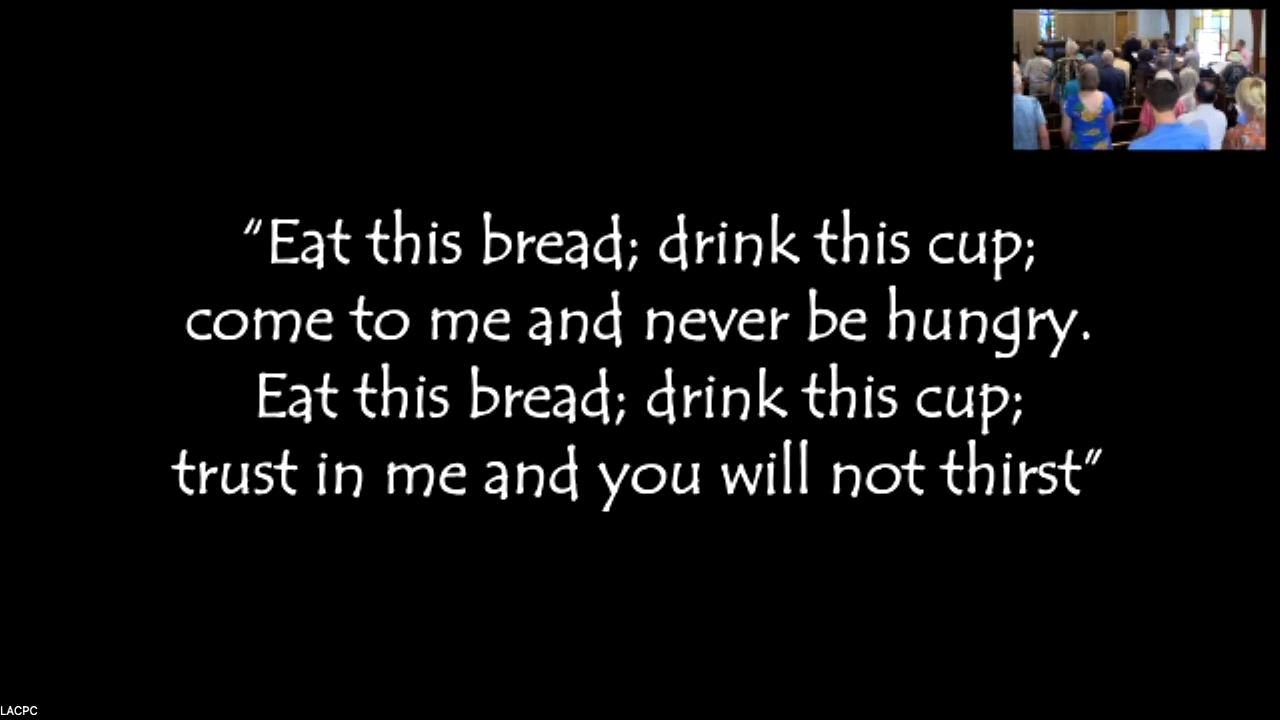 “Eat this bread; drink this cup;
come to me and never be hungry.
Eat this bread; drink this cup;
trust in me and you will not thirst”
LACPC